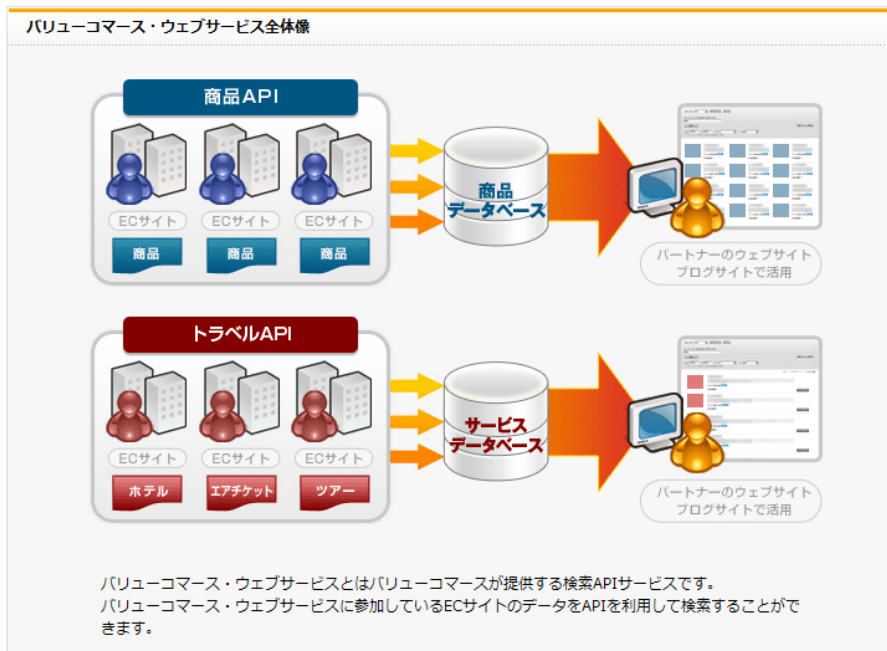 バリューコマース・ウェブサービス全体像
商品API
ECサイト
ECサイト
ECサイト
商品
商品
商品
商品
データベース
パートナーのウェブサイト
ブログサイトで活用
トラベルAPI
ECサイト
ECサイト
ECサイト
ホテル
エアチケット
ツアー
サービス
データベース
パートナーのウェブサイト
ブログサイトで活用
バリューコマース・ウェブサービスとはバリューコマースが提供する検索APIサービスです。
バリューコマース・ウェブサービスに参加しているECサイトのデータをAPIを利用して検索することがで
きます。